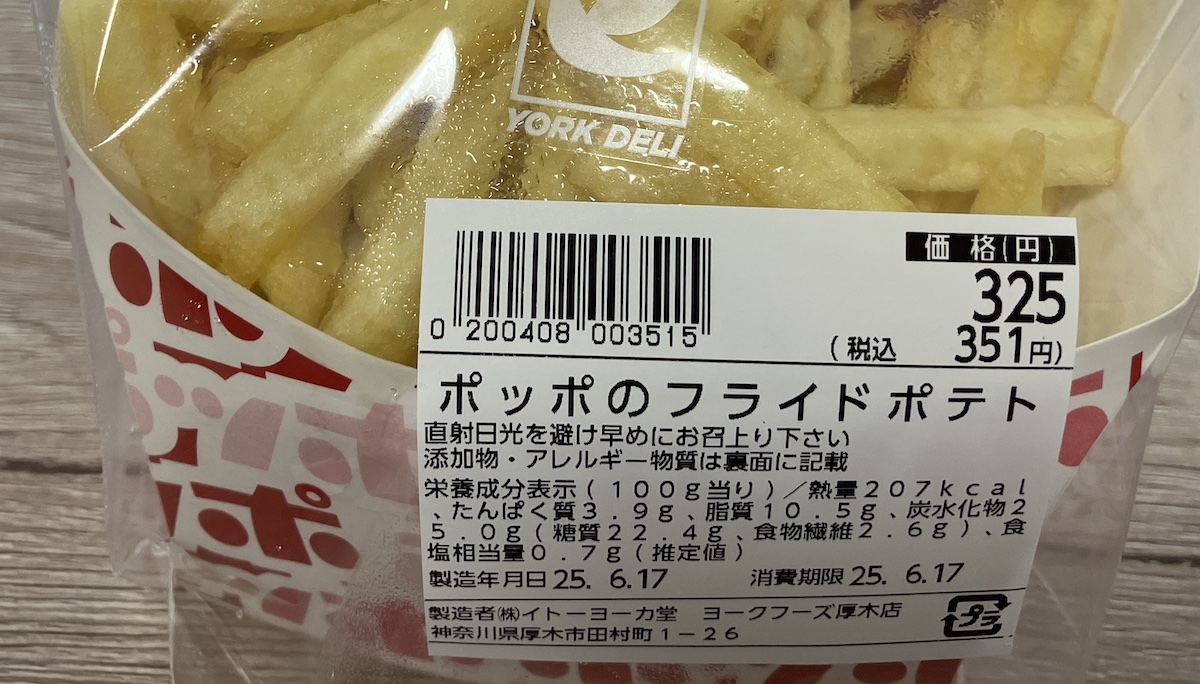 YORK DELI
価格(円)
325
(税込 351円)
0 200408 003515
ポッポのフライドポテト
直射日光を避け早めにお召上り下さい
添加物・アレルギー物質は裏面に記載
栄養成分表示(100g当り)/熱量207kcal
、たんぱく質3.9g、脂質10.5g、炭水化物2
5.0g(糖質22.4g、食物繊維2.6g)、食
塩相当量0.7g(推定値)
製造年月日25. 6.17 消費期限25. 6.17
製造者㈱イトーヨーカ堂 ヨークフーズ厚木店
神奈川県厚木市田村町1-26
プラ